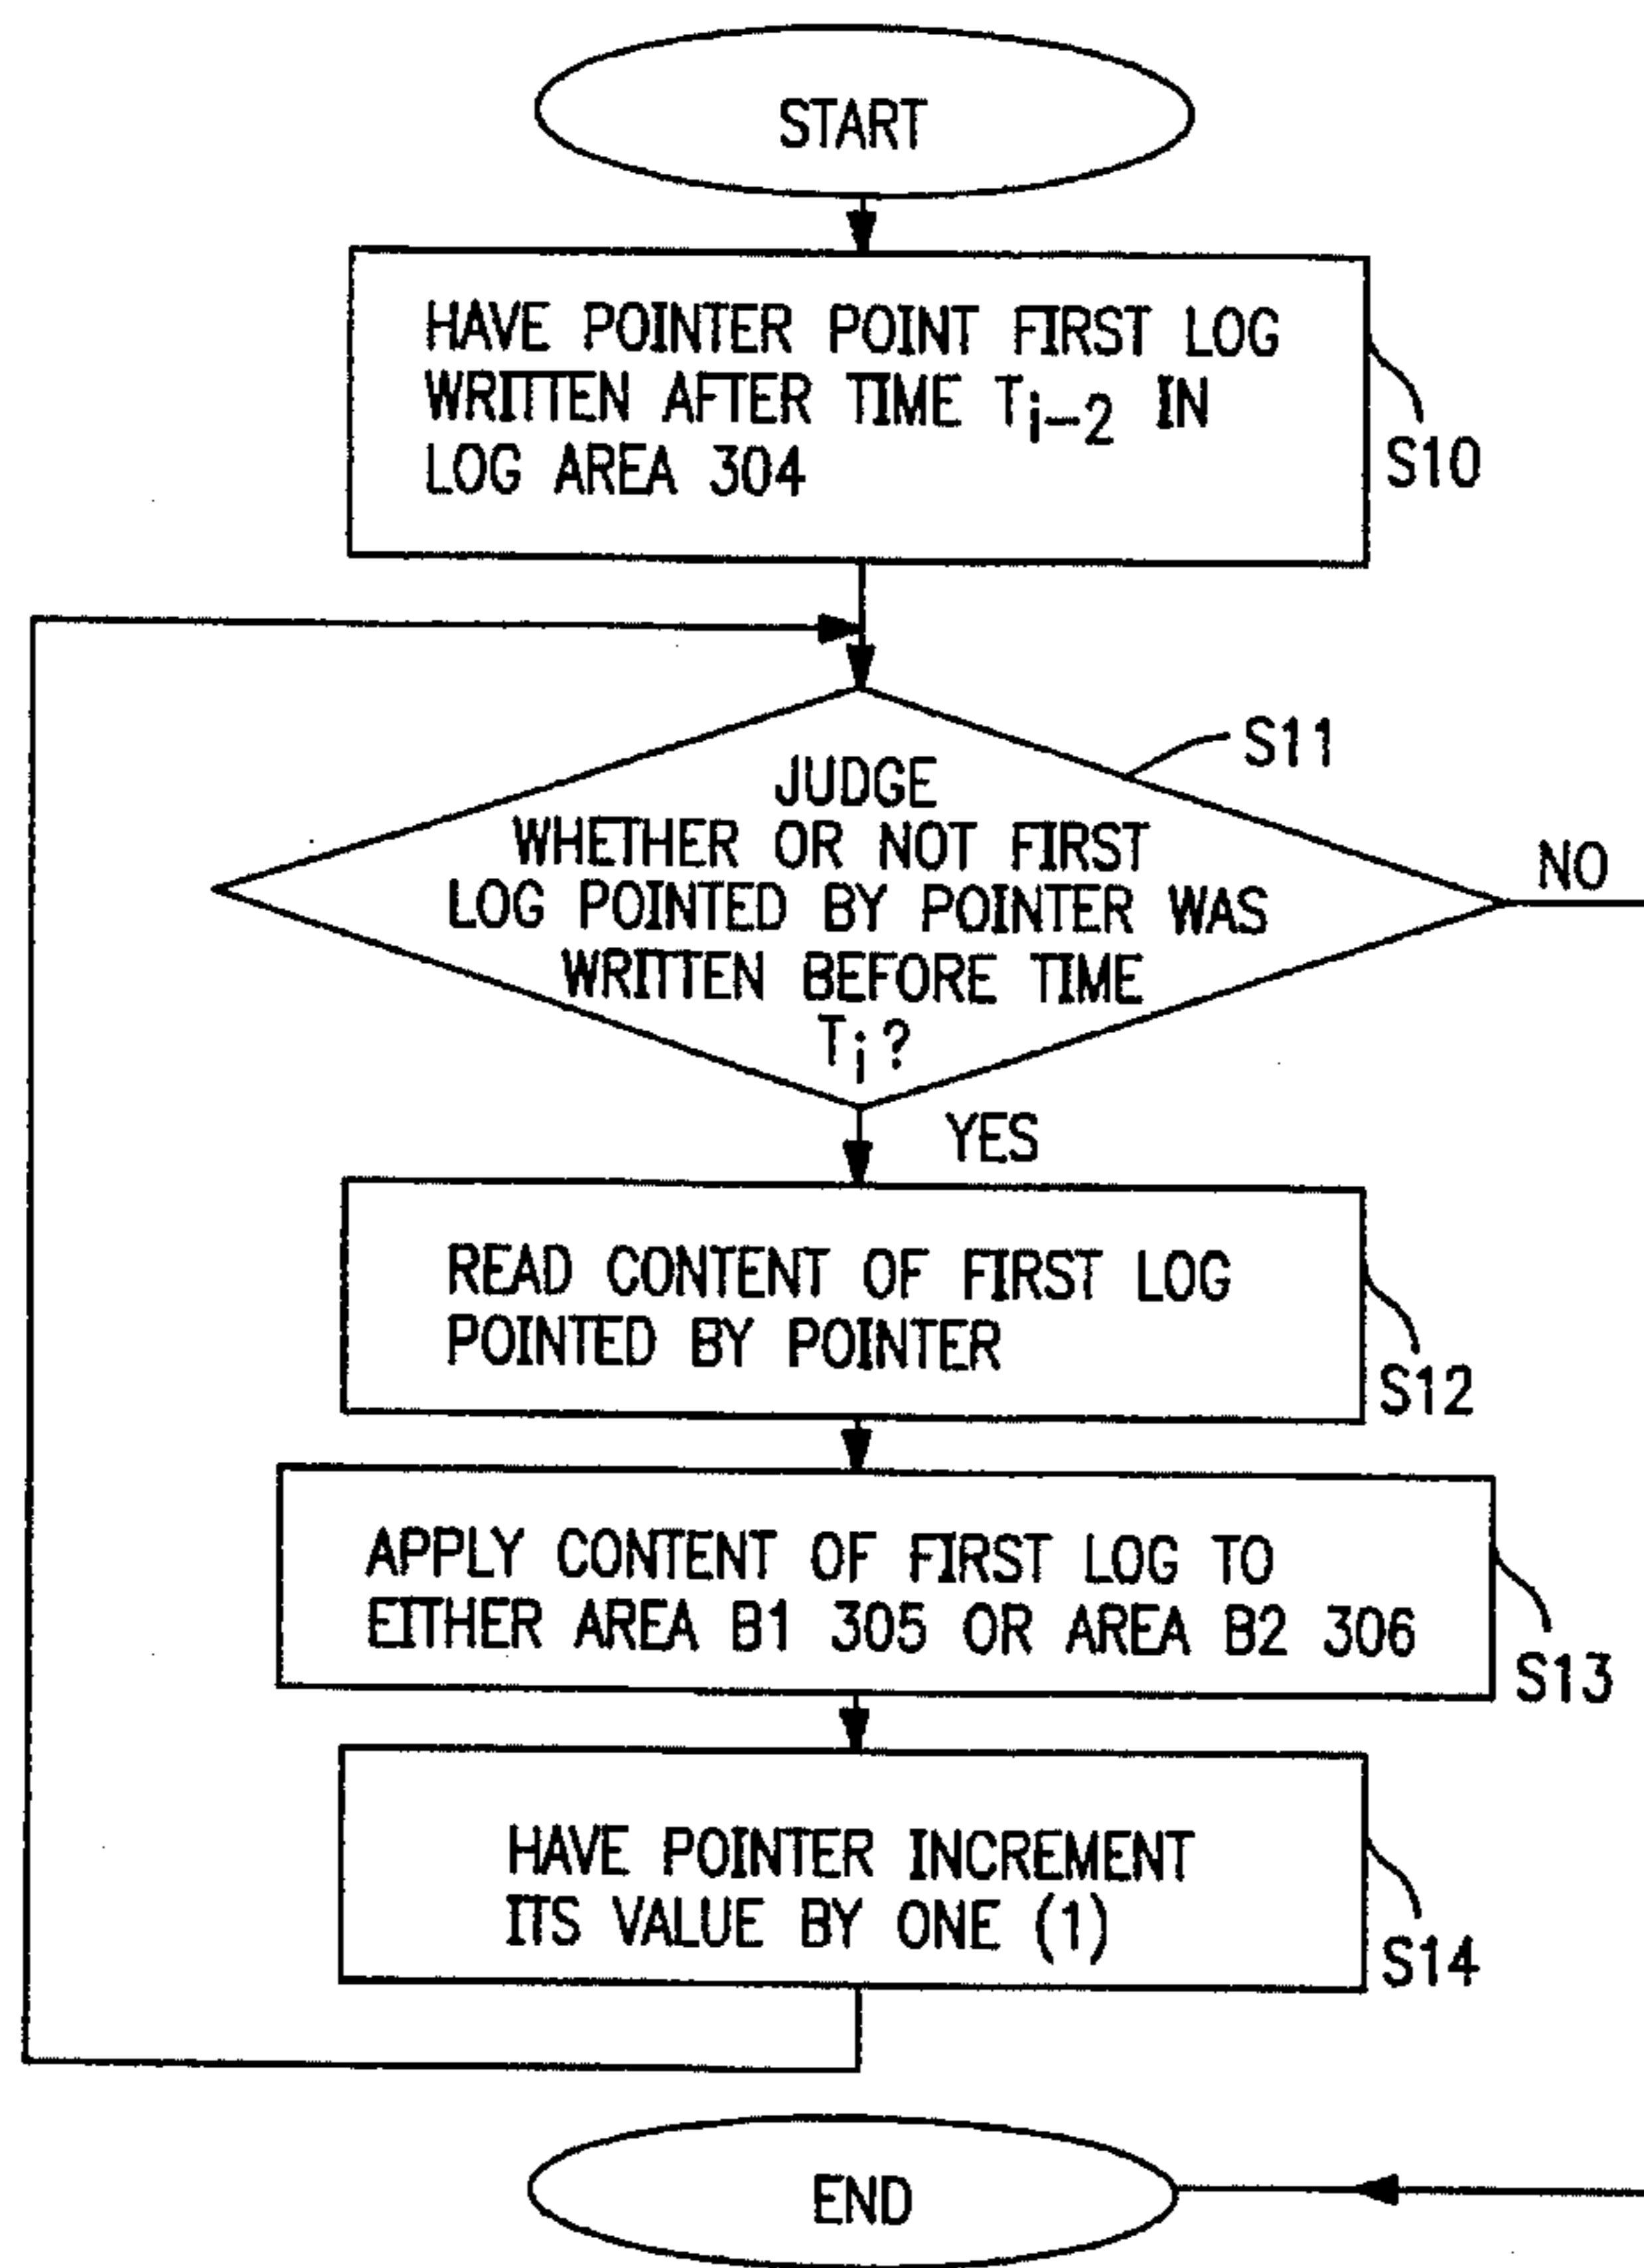 START
HAVE POINTER POINT FIRST LOG
WRITTEN AFTER TIME Ti-2 IN
LOG AREA 304
S10
S11
JUDGE
WHETHER OR NOT FIRST
LOG POINTED BY POINTER WAS
WRITTEN BEFORE TIME
Ti?
NO
YES
READ CONTENT OF FIRST LOG
POINTED BY POINTER
S12
APPLY CONTENT OF FIRST LOG TO
EITHER AREA B1 305 OR AREA B2 306
S13
HAVE POINTER INCREMENT
ITS VALUE BY ONE (1)
S14
END